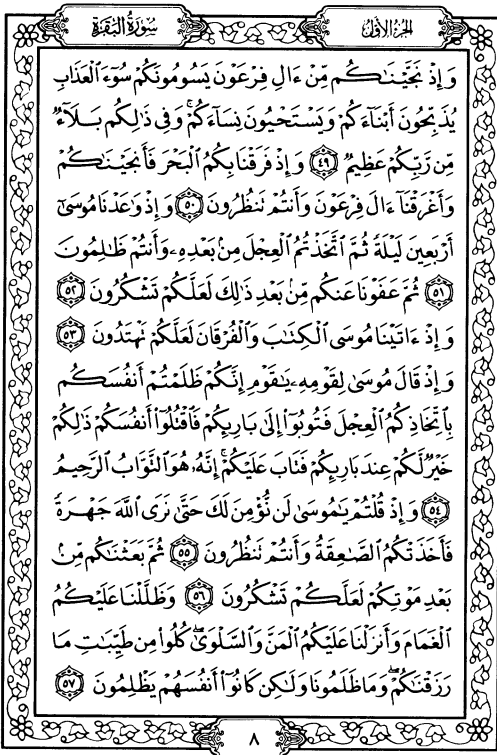 الجزء الأول
سورة البقرة
وَإِذْ نَجَّيْنَـٰكُم مِّنْ ءَالِ فِرْعَوْنَ يَسُومُونَكُمْ سُوٓءَ ٱلْعَذَابِ
يُذَبِّحُونَ أَبْنَآءَكُمْ وَيَسْتَحْيُونَ نِسَآءَكُمْ ۚ وَفِى ذَٰلِكُم بَلَآءٌ
مِّن رَّبِّكُمْ عَظِيمٌ ٤٩ وَإِذْ فَرَقْنَا بِكُمُ ٱلْبَحْرَ فَأَنجَيْنَـٰكُمْ
وَأَغْرَقْنَآ ءَالَ فِرْعَوْنَ وَأَنتُمْ تَنظُرُونَ ٥٠ وَإِذْ وَٰعَدْنَا مُوسَىٰٓ
أَرْبَعِينَ لَيْلَةً ثُمَّ ٱتَّخَذْتُمُ ٱلْعِجْلَ مِنۢ بَعْدِهِۦ وَأَنتُمْ ظَـٰلِمُونَ
٥١ ثُمَّ عَفَوْنَا عَنكُم مِّنۢ بَعْدِ ذَٰلِكَ لَعَلَّكُمْ تَشْكُرُونَ ٥٢
وَإِذْ ءَاتَيْنَا مُوسَى ٱلْكِتَـٰبَ وَٱلْفُرْقَانَ لَعَلَّكُمْ تَهْتَدُونَ ٥٣
وَإِذْ قَالَ مُوسَىٰ لِقَوْمِهِۦ يَـٰقَوْمِ إِنَّكُمْ ظَلَمْتُمْ أَنفُسَكُم
بِٱتِّخَاذِكُمُ ٱلْعِجْلَ فَتُوبُوٓا۟ إِلَىٰ بَارِئِكُمْ فَٱقْتُلُوٓا۟ أَنفُسَكُمْ ذَٰلِكُمْ
خَيْرٌ لَّكُمْ عِندَ بَارِئِكُمْ فَتَابَ عَلَيْكُمْ ۚ إِنَّهُۥ هُوَ ٱلتَّوَّابُ ٱلرَّحِيمُ
٥٤ وَإِذْ قُلْتُمْ يَـٰمُوسَىٰ لَن نُّؤْمِنَ لَكَ حَتَّىٰ نَرَى ٱللَّهَ جَهْرَةً
فَأَخَذَتْكُمُ ٱلصَّـٰعِقَةُ وَأَنتُمْ تَنظُرُونَ ٥٥ ثُمَّ بَعَثْنَـٰكُم مِّنۢ
بَعْدِ مَوْتِكُمْ لَعَلَّكُمْ تَشْكُرُونَ ٥٦ وَظَلَّلْنَا عَلَيْكُمُ
ٱلْغَمَامَ وَأَنزَلْنَا عَلَيْكُمُ ٱلْمَنَّ وَٱلسَّلْوَىٰ ۖ كُلُوا۟ مِن طَيِّبَـٰتِ مَا
رَزَقْنَـٰكُمْ ۖ وَمَا ظَلَمُونَا وَلَـٰكِن كَانُوٓا۟ أَنفُسَهُمْ يَظْلِمُونَ ٥٧
٨